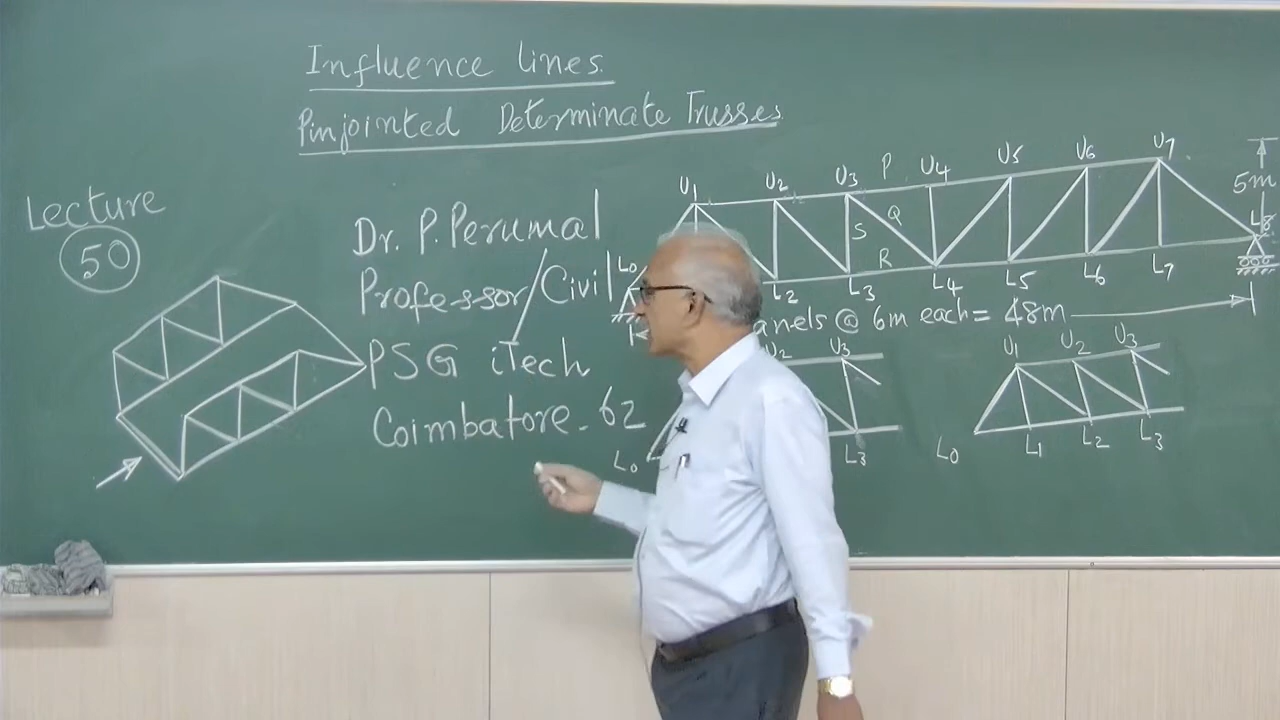 Influence lines
Pinjointed Determinate Trusses
Lecture
50
Dr. P. Perumal
Professor/Civil
PSG iTech
Coimbatore-62
U1 U2 U3 P U4 U5 U6 U7
5m
S Q
R
L0 L2 L3 L4 L5 L6 L7 L8
@ 6m each = 48m
U2 U3
L0 L3
U1 U2 U3
L0 L1 L2 L3